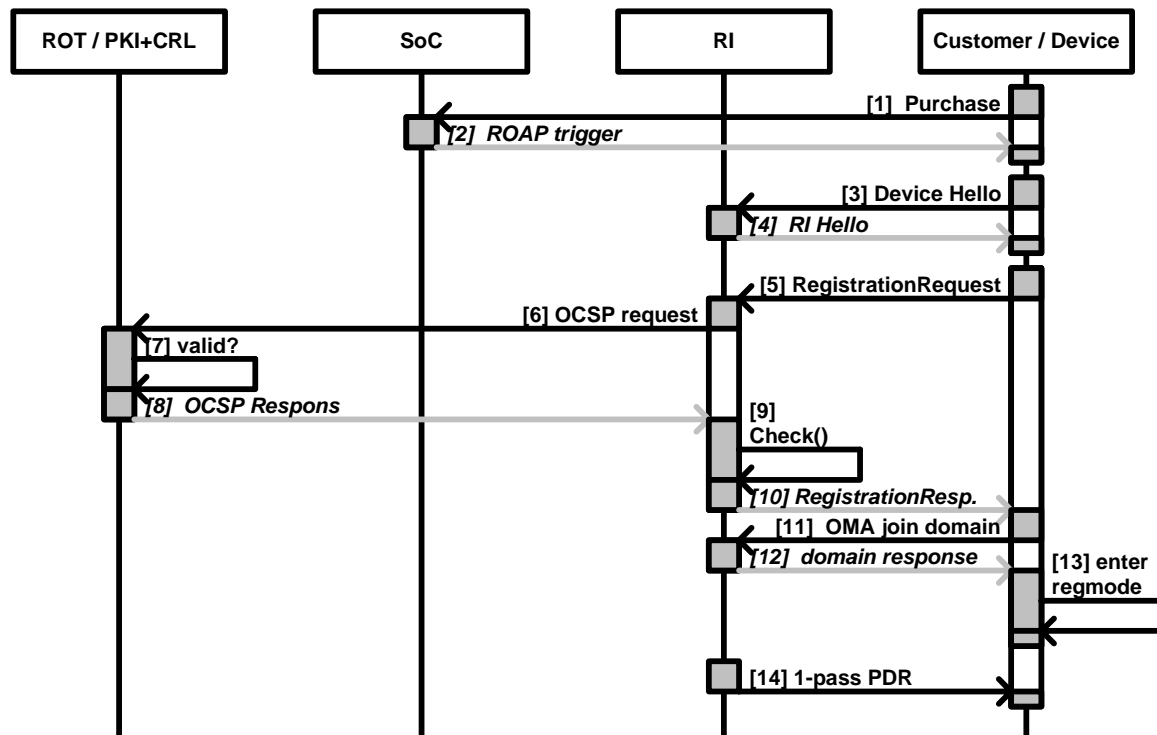 ROT / PKI+CRL
SoC
RI
Customer / Device
[1] Purchase
[2] ROAP trigger
[3] Device Hello
[4] RI Hello
[5] RegistrationRequest
[6] OCSP request
[7] valid?
[8] OCSP Respons
[9]
Check()
[10] RegistrationResp.
[11] OMA join domain
[12] domain response
[13] enter
regmode
[14] 1-pass PDR